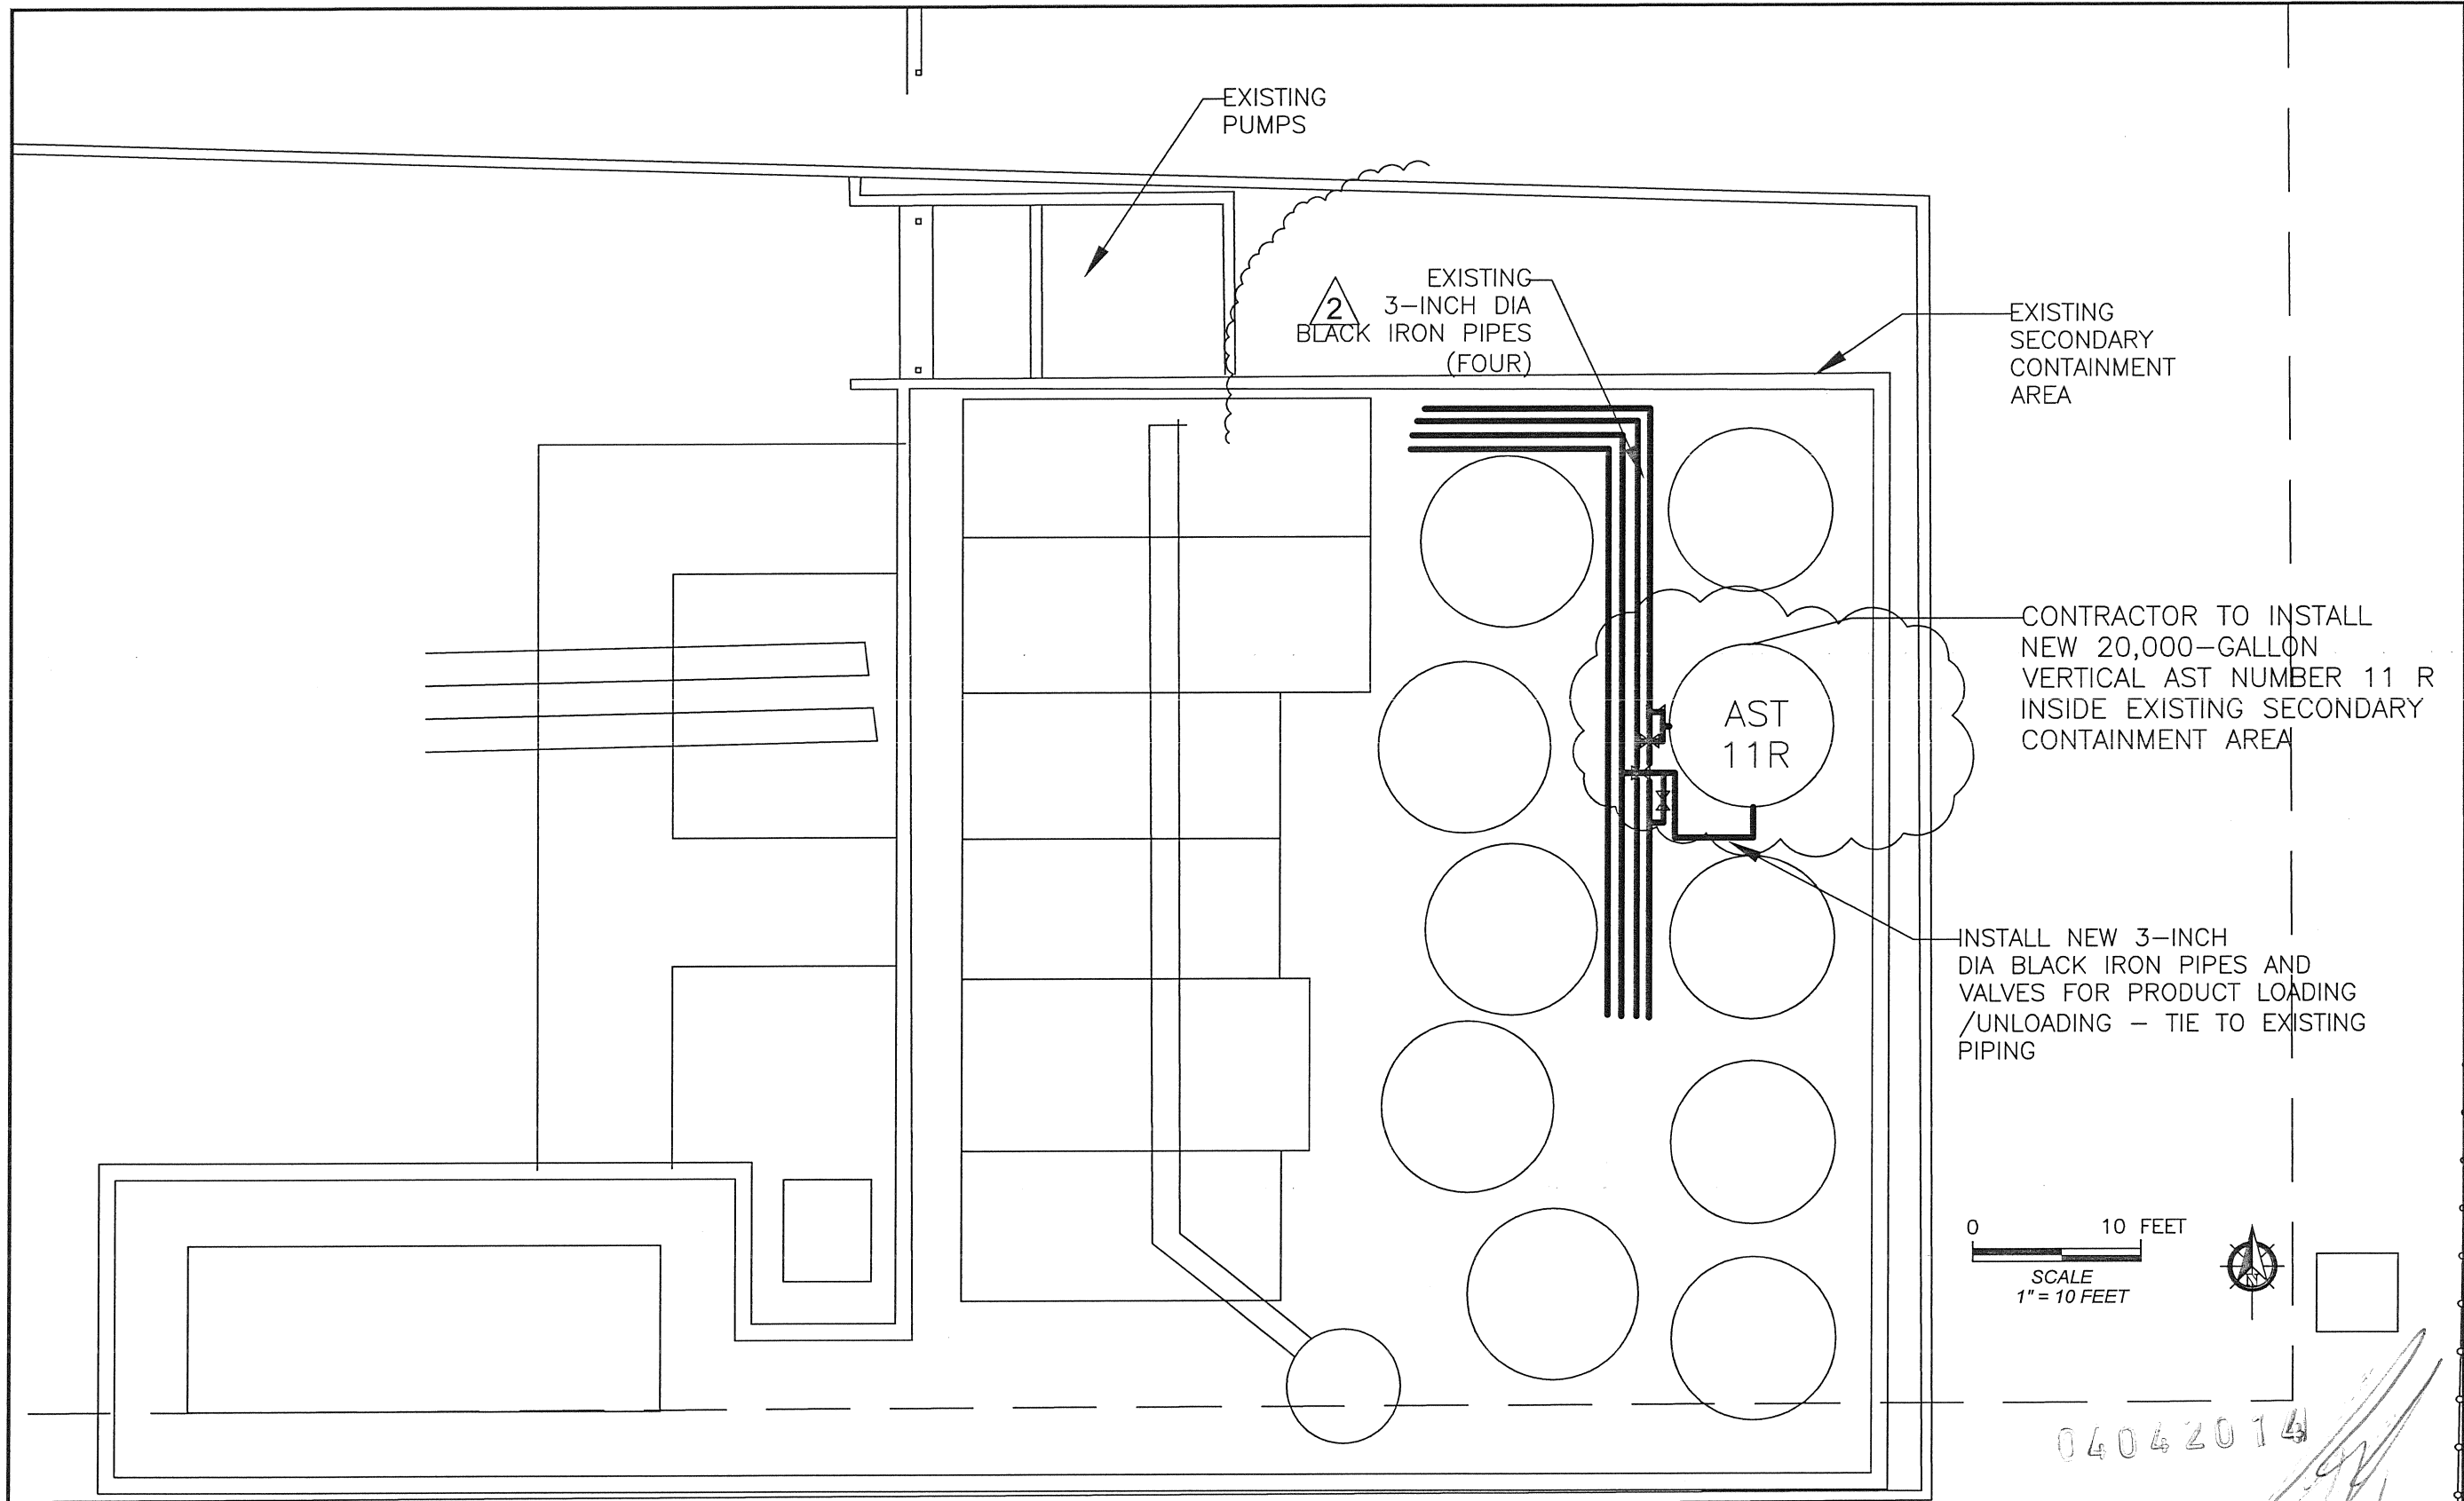 EXISTING
PUMPS
EXISTING
2 3-INCH DIA
BLACK IRON PIPES
(FOUR)
EXISTING
SECONDARY
CONTAINMENT
AREA
CONTRACTOR TO INSTALL
NEW 20,000-GALLON
VERTICAL AST NUMBER 11 R
INSIDE EXISTING SECONDARY
CONTAINMENT AREA
AST
11R
INSTALL NEW 3-INCH
DIA BLACK IRON PIPES AND
VALVES FOR PRODUCT LOADING
/UNLOADING - TIE TO EXISTING
PIPING
0 10 FEET
SCALE
1" = 10 FEET
N
04042014